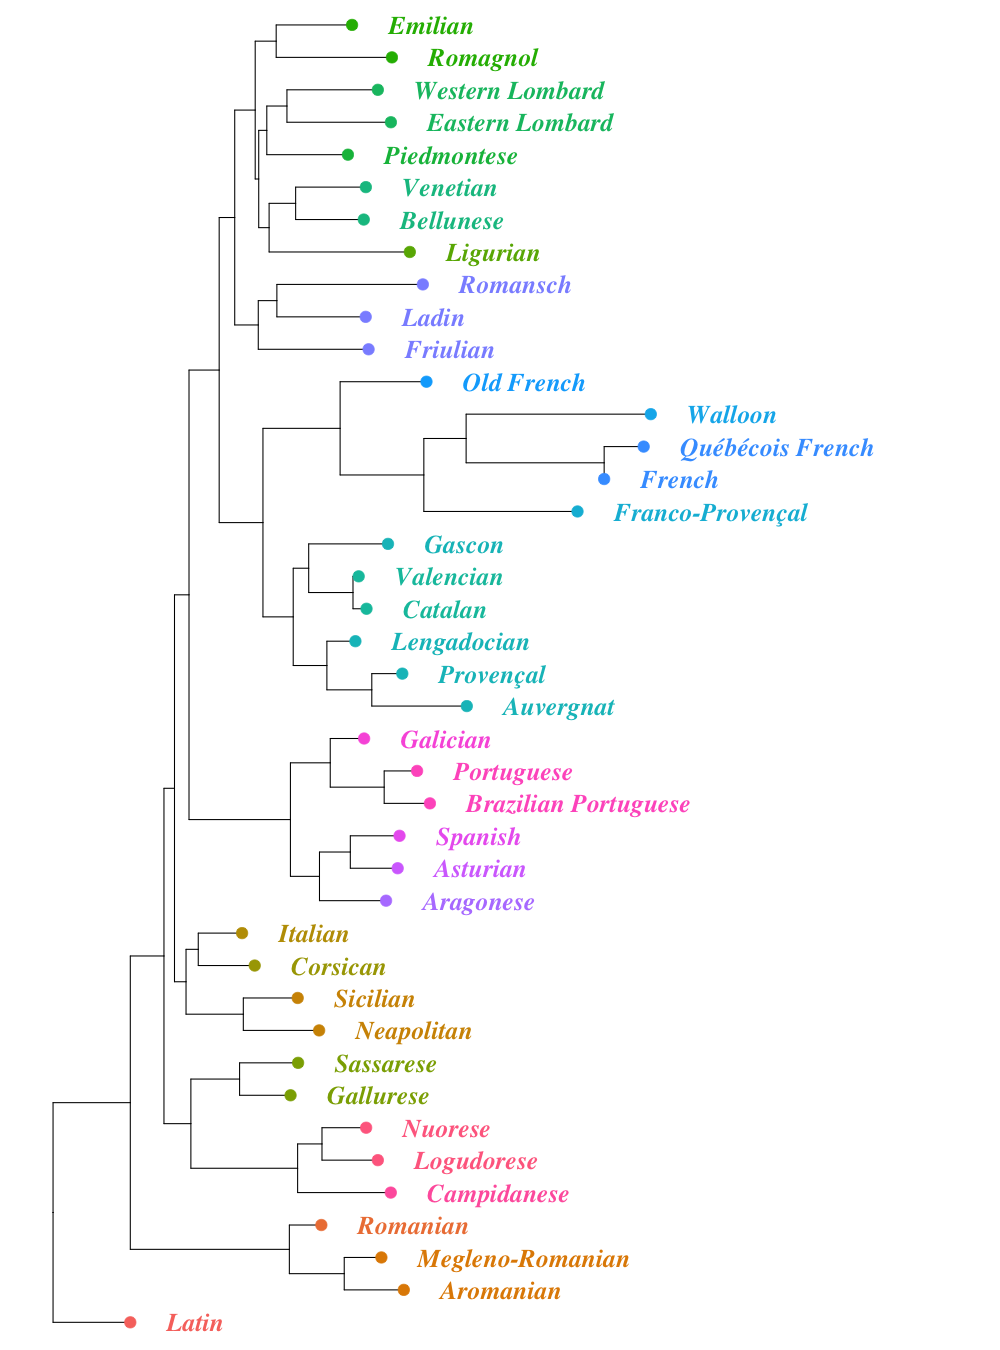 Emilian
Romagnol
Western Lombard
Eastern Lombard
Piedmontese
Venetian
Bellunese
Ligurian
Romansch
Ladin
Friulian
Old French
Walloon
Québécois French
French
Franco-Provençal
Gascon
Valencian
Catalan
Lengadocian
Provençal
Auvergnat
Galician
Portuguese
Brazilian Portuguese
Spanish
Asturian
Aragonese
Italian
Corsican
Sicilian
Neapolitan
Sassarese
Gallurese
Nuorese
Logudorese
Campidanese
Romanian
Megleno-Romanian
Aromanian
Latin